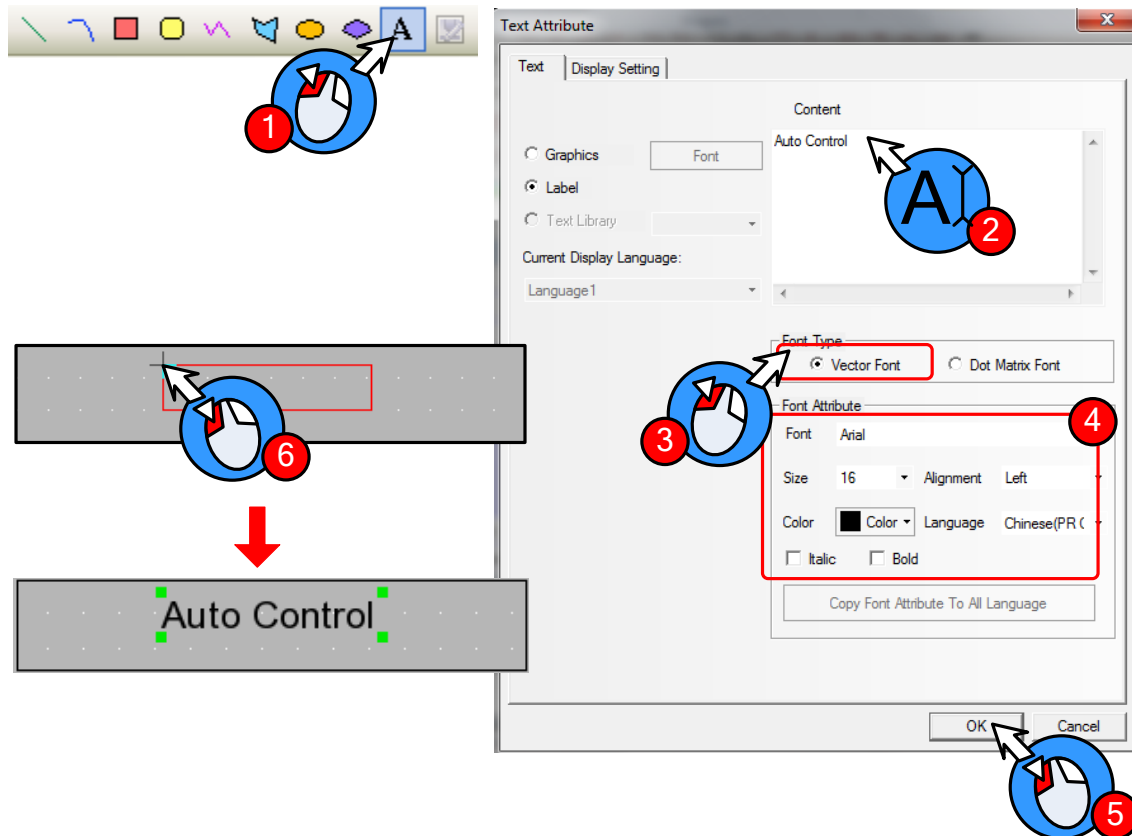 A
1
Text Attribute
Text
Display Setting
Content
Auto Control
Graphics
Font
Label
Text Library
Current Display Language:
Language1
A
2
Font Type
Vector Font
Dot Matrix Font
3
Font Attribute
4
Font
Arial
Size
16
Alignment
Left
Color
Color
Language
Chinese(PR C
Italic
Bold
Copy Font Attribute To All Language
OK
Cancel
5
6
Auto Control